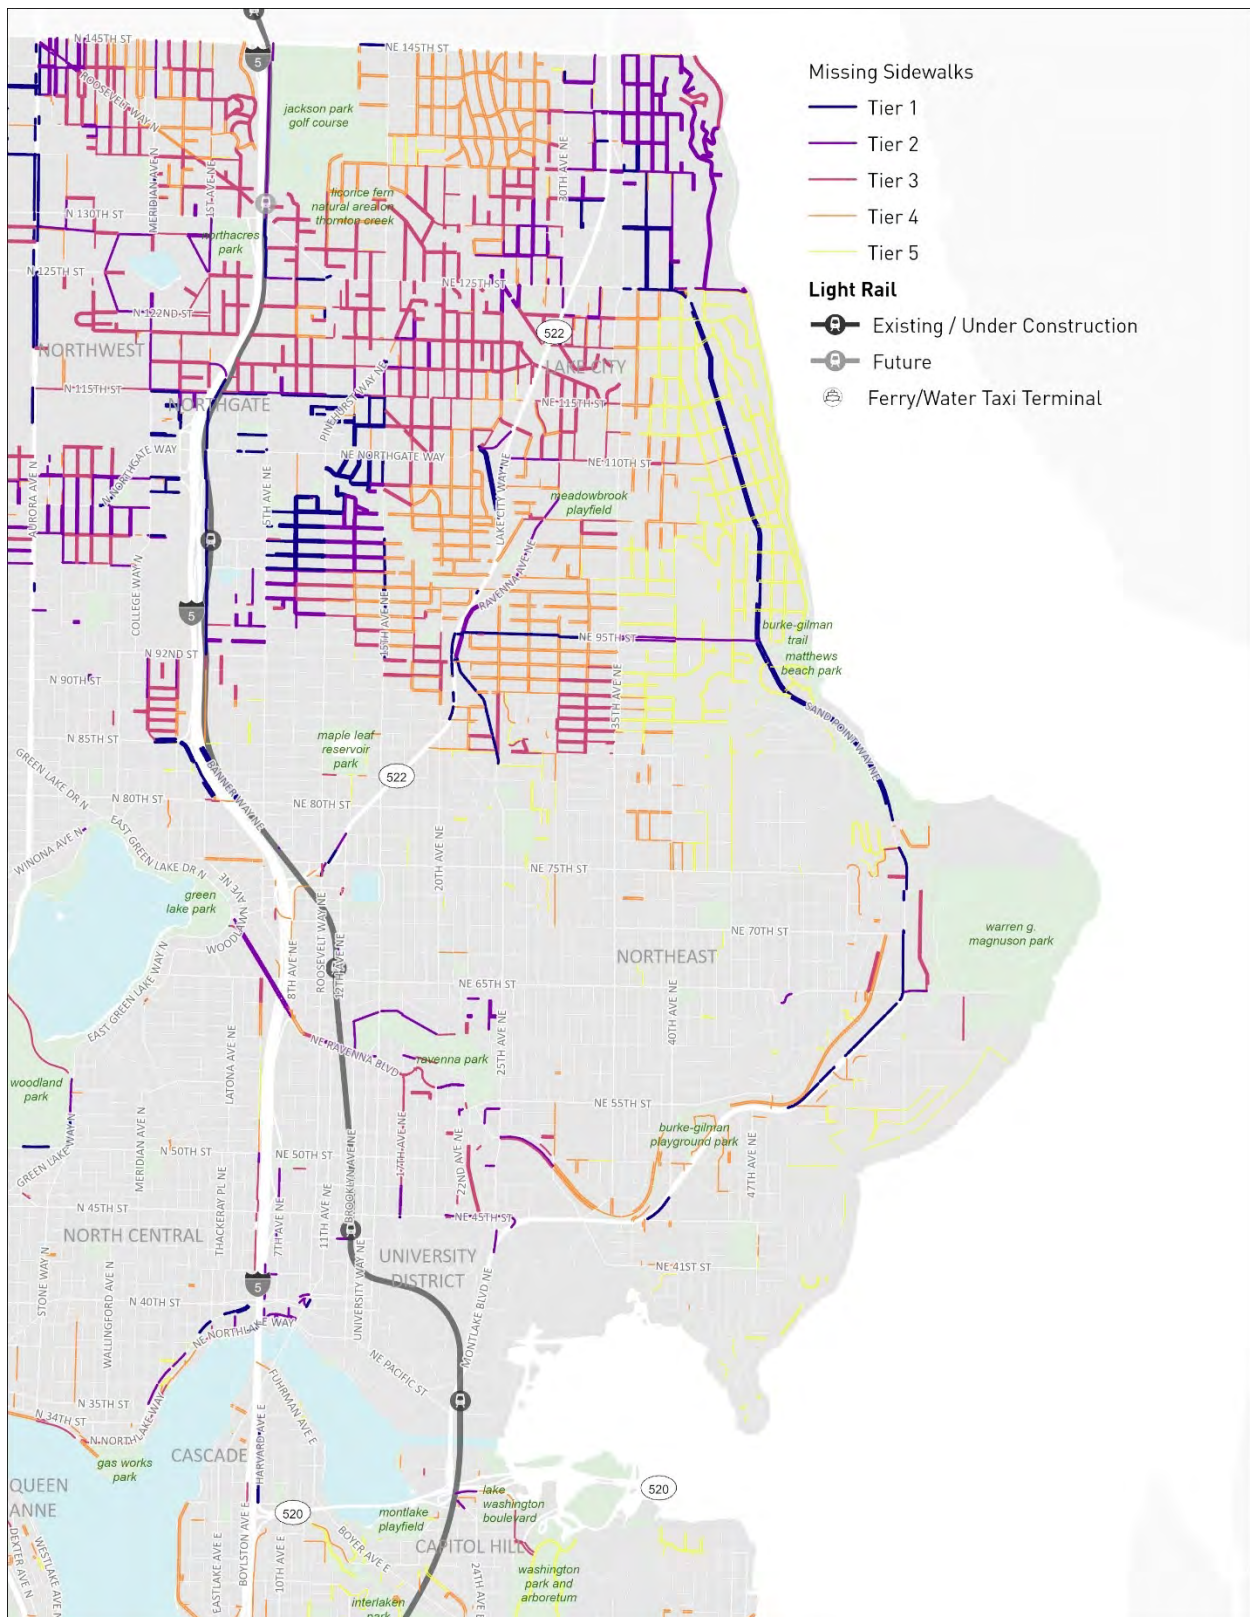 N 145TH ST
NE 145TH ST
5
ROOSEVELT WAY N
jackson park
golf course
MERIDIAN AVE N
1ST AVE NE
30TH AVE NE
licorice fern
natural area on
thornton creek
N 130TH ST
northacres
park
N 125TH ST
NE 125TH ST
N 122ND ST
522
NORTHWEST
LAKE CITY
N 115TH ST
PINEHURST WAY NE
NE 115TH ST
NORTHGATE
N NORTHGATE WAY
NE NORTHGATE WAY
NE 110TH ST
AURORA AVE N
5TH AVE NE
LAKE CITY WAY NE
meadowbrook
playfield
COLLEGE WAY N
RAVENNA AVE NE
5
15TH AVE NE
NE 95TH ST
burke-gilman
trail
matthews
beach park
N 92ND ST
N 90TH ST
35TH AVE NE
SAND POINT WAY NE
N 85TH ST
maple leaf
reservoir
park
522
GREEN LAKE DR N
BANNER WAY NE
N 80TH ST
NE 80TH ST
WINONA AVE N
EAST GREEN LAKE DR N
20TH AVE NE
NE 75TH ST
green
lake park
WOODLAWN AVE NE
8TH AVE NE
ROOSEVELT WAY NE
12TH AVE NE
NE 70TH ST
warren g.
magnuson park
NORTHEAST
EAST GREEN LAKE WAY N
NE 65TH ST
40TH AVE NE
25TH AVE NE
NE RAVENNA BLVD
ravenna park
LATONA AVE NE
woodland
park
NE 55TH ST
burke-gilman
playground park
GREEN LAKE WAY N
MERIDIAN AVE N
N 50TH ST
NE 50TH ST
17TH AVE NE
22ND AVE NE
47TH AVE NE
THACKERAY PL NE
7TH AVE NE
11TH AVE NE
BROOKLYN AVE NE
N 45TH ST
NE 45TH ST
NORTH CENTRAL
UNIVERSITY
DISTRICT
NE 41ST ST
STONE WAY N
WALLINGFORD AVE N
5
N 40TH ST
UNIVERSITY WAY NE
MONTLAKE BLVD NE
NE NORTHLAKE WAY
NE PACIFIC ST
FUHRMAN AVE E
N 35TH ST
N 34TH ST
N NORTHLAKE WAY
gas works
park
CASCADE
HARVARD AVE E
QUEEN
ANNE
520
520
montlake
playfield
lake
washington
boulevard
CAPITOL HILL
BOYER AVE E
DEXTER AVE N
WESTLAKE AVE N
EASTLAKE AVE E
BOYLSTON AVE E
10TH AVE E
24TH AVE E
washington
park and
arboretum
interlaken
park
Missing Sidewalks
Tier 1
Tier 2
Tier 3
Tier 4
Tier 5
Light Rail
Existing / Under Construction
Future
Ferry/Water Taxi Terminal